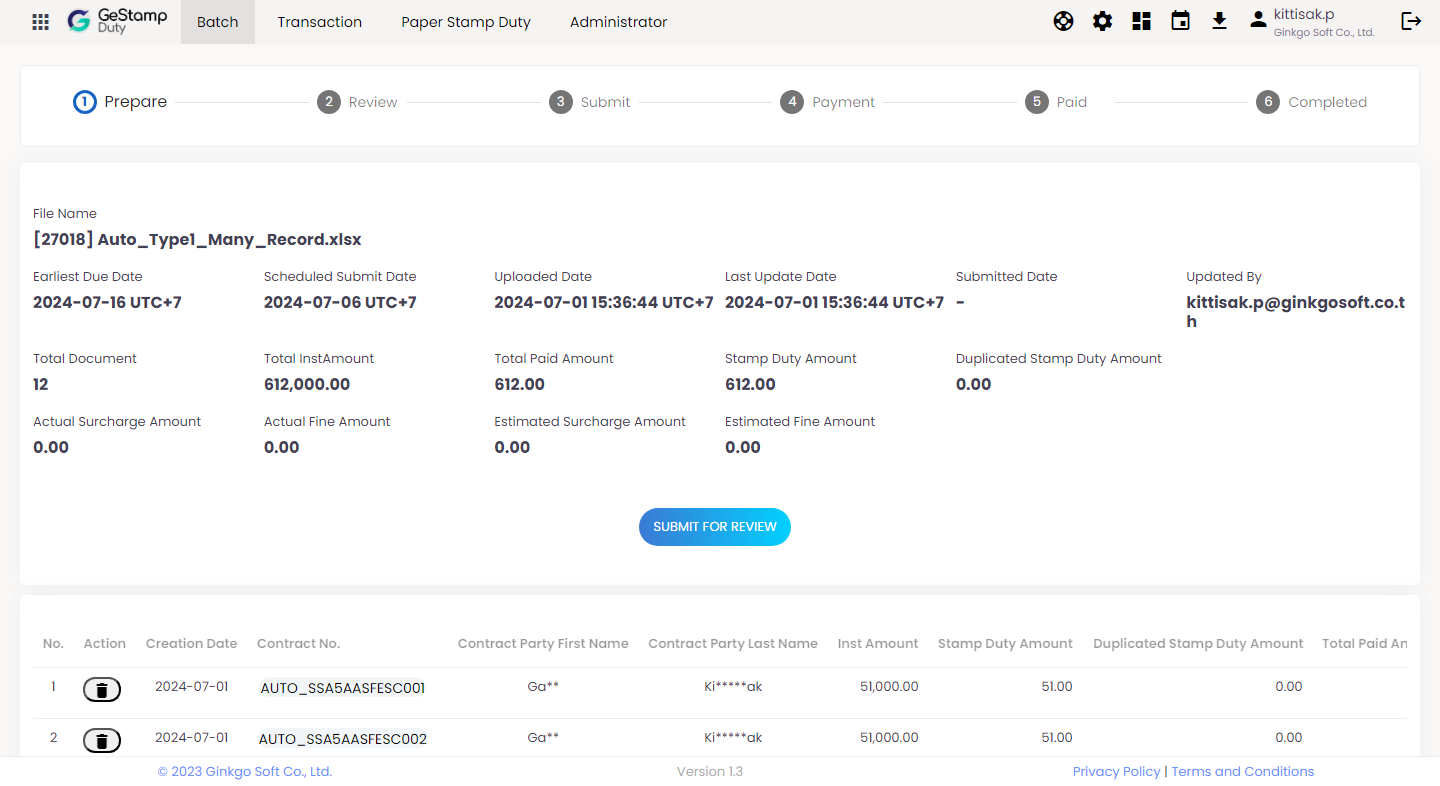 GeStamp
Duty
Batch
Transaction
Paper Stamp Duty
Administrator
kittisak.p
Ginkgo Soft Co., Ltd.
1 Prepare
2 Review
3 Submit
4 Payment
5 Paid
6 Completed
File Name
[27018] Auto_Type1_Many_Record.xlsx
Earliest Due Date
2024-07-16 UTC+7
Scheduled Submit Date
2024-07-06 UTC+7
Uploaded Date
2024-07-01 15:36:44 UTC+7
Last Update Date
2024-07-01 15:36:44 UTC+7
Submitted Date
-
Updated By
kittisak.p@ginkgosoft.co.t
h
Total Document
12
Total InstAmount
612,000.00
Total Paid Amount
612.00
Stamp Duty Amount
612.00
Duplicated Stamp Duty Amount
0.00
Actual Surcharge Amount
0.00
Actual Fine Amount
0.00
Estimated Surcharge Amount
0.00
Estimated Fine Amount
0.00
SUBMIT FOR REVIEW
No. Action Creation Date Contract No. Contract Party First Name Contract Party Last Name Inst Amount Stamp Duty Amount Duplicated Stamp Duty Amount Total Paid An
1 2024-07-01 AUTO_SSA5AASFESC001 Ga** Ki*****ak 51,000.00 51.00 0.00
2 2024-07-01 AUTO_SSA5AASFESC002 Ga** Ki*****ak 51,000.00 51.00 0.00
© 2023 Ginkgo Soft Co., Ltd.
Version 1.3
Privacy Policy | Terms and Conditions